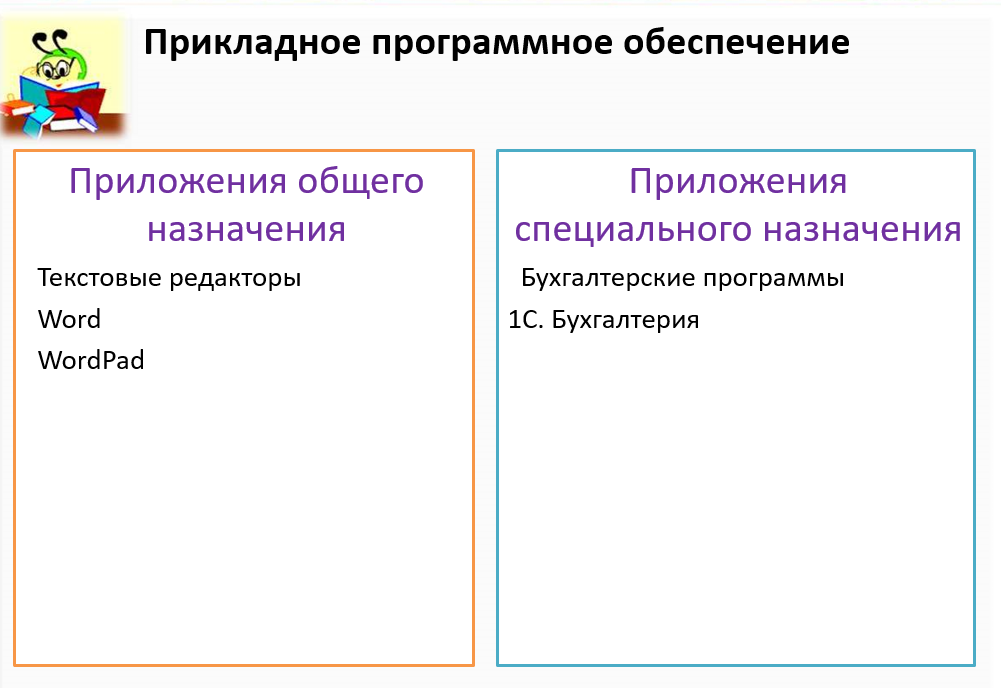 Прикладное программное обеспечение
Приложения общего
назначения
Текстовые редакторы
Word
WordPad
Приложения
специального назначения
Бухгалтерские программы
1С. Бухгалтерия